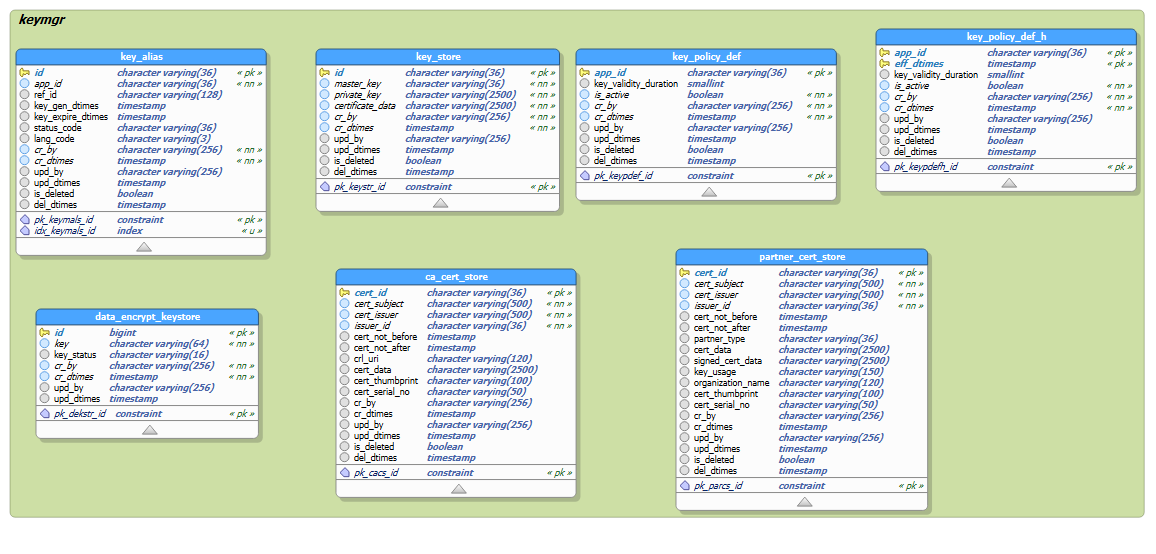 keymgr
key_alias
id character varying(36) « pk »
app_id character varying(36) « nn »
ref_id character varying(128)
key_gen_dtimes timestamp
key_expire_dtimes timestamp
status_code character varying(36)
lang_code character varying(3)
cr_by character varying(256) « nn »
cr_dtimes timestamp « nn »
upd_by character varying(256)
upd_dtimes timestamp
is_deleted boolean
del_dtimes timestamp
pk_keymals_id constraint « pk »
idx_keymals_id index « u »
key_store
id character varying(36) « pk »
master_key character varying(36) « nn »
private_key character varying(2500) « nn »
certificate_data character varying(2500) « nn »
cr_by character varying(256) « nn »
cr_dtimes timestamp « nn »
upd_by character varying(256)
upd_dtimes timestamp
is_deleted boolean
del_dtimes timestamp
pk_keystr_id constraint « pk »
key_policy_def
app_id character varying(36) « pk »
key_validity_duration smallint
is_active boolean « nn »
cr_by character varying(256) « nn »
cr_dtimes timestamp « nn »
upd_by character varying(256)
upd_dtimes timestamp
is_deleted boolean
del_dtimes timestamp
pk_keypdef_id constraint « pk »
key_policy_def_h
app_id character varying(36) « pk »
eff_dtimes timestamp « pk »
key_validity_duration smallint
is_active boolean « nn »
cr_by character varying(256) « nn »
cr_dtimes timestamp « nn »
upd_by character varying(256)
upd_dtimes timestamp
is_deleted boolean
del_dtimes timestamp
pk_keypdefh_id constraint « pk »
data_encrypt_keystore
id bigint « pk »
key character varying(64) « nn »
key_status character varying(16)
cr_by character varying(256) « nn »
cr_dtimes timestamp « nn »
upd_by character varying(256)
upd_dtimes timestamp
pk_dekstr_id constraint « pk »
ca_cert_store
cert_id character varying(36) « pk »
cert_subject character varying(500) « nn »
cert_issuer character varying(500) « nn »
issuer_id character varying(36) « nn »
cert_not_before timestamp
cert_not_after timestamp
crl_uri character varying(120)
cert_data character varying(2500)
cert_thumbprint character varying(100)
cert_serial_no character varying(50)
cr_by character varying(256)
cr_dtimes timestamp
upd_by character varying(256)
upd_dtimes timestamp
is_deleted boolean
del_dtimes timestamp
pk_cacs_id constraint « pk »
partner_cert_store
cert_id character varying(36) « pk »
cert_subject character varying(500) « nn »
cert_issuer character varying(500) « nn »
issuer_id character varying(36) « nn »
cert_not_before timestamp
cert_not_after timestamp
partner_type character varying(36)
cert_data character varying(2500)
signed_cert_data character varying(2500)
key_usage character varying(150)
organization_name character varying(120)
cert_thumbprint character varying(100)
cert_serial_no character varying(50)
cr_by character varying(256)
cr_dtimes timestamp
upd_by character varying(256)
upd_dtimes timestamp
is_deleted boolean
del_dtimes timestamp
pk_parcs_id constraint « pk »